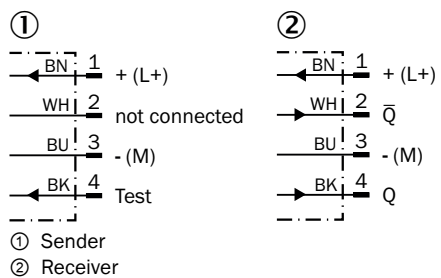 ①
BN 1 + (L+)
WH 2 not connected
BU 3 - (M)
BK 4 Test
②
BN 1 + (L+)
WH 2 Q̅
BU 3 - (M)
BK 4 Q
① Sender
② Receiver